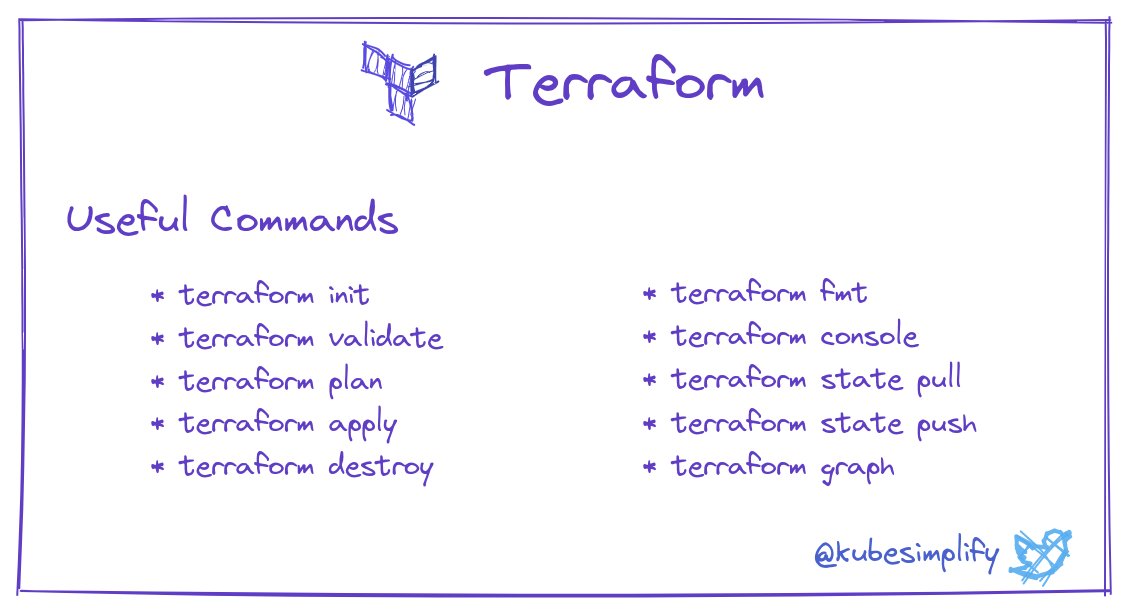 Terraform
Useful Commands
* terraform init
* terraform validate
* terraform plan
* terraform apply
* terraform destroy
* terraform fmt
* terraform console
* terraform state pull
* terraform state push
* terraform graph
@kubesimplify